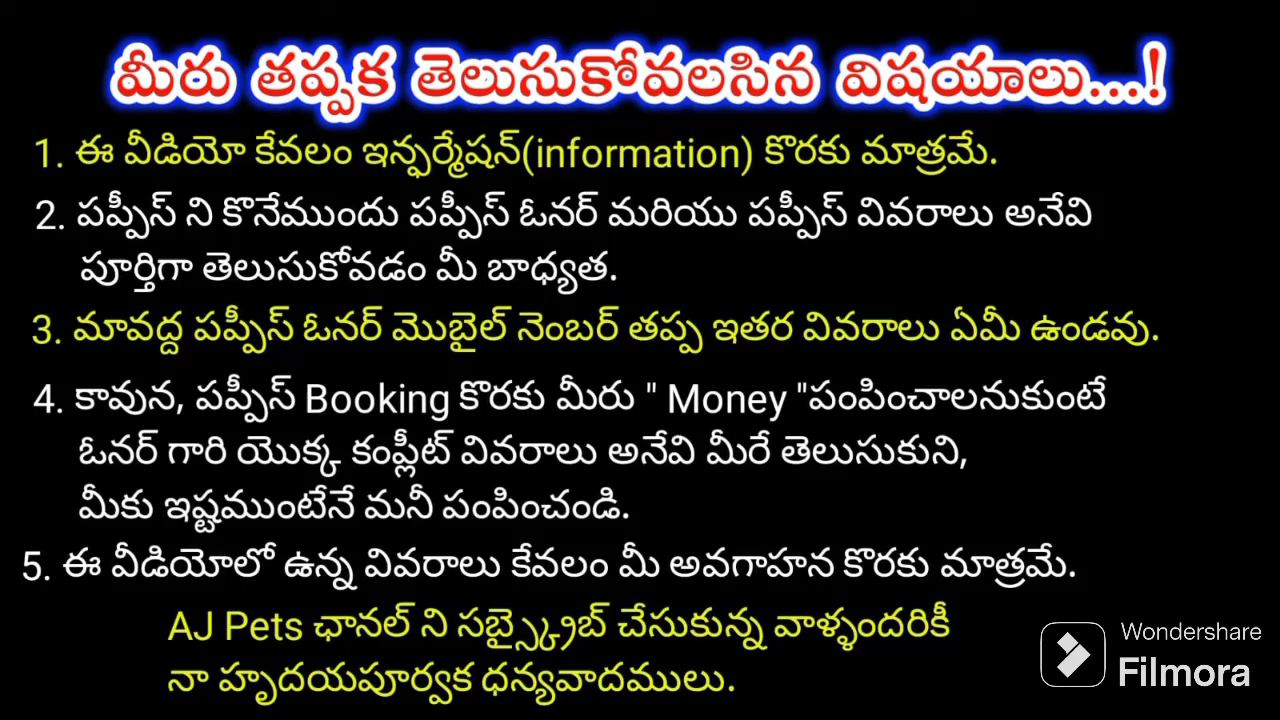 మీరు తప్పక తెలుసుకోవలసిన విషయాలు...!
1. ఈ వీడియో కేవలం ఇన్ఫర్మేషన్(information) కొరకు మాత్రమే.
2. పప్పీస్ ని కొనేముందు పప్పీస్ ఓనర్ మరియు పప్పీస్ వివరాలు అనేవి
పూర్తిగా తెలుసుకోవడం మీ బాధ్యత.
3. మావద్ద పప్పీస్ ఓనర్ మొబైల్ నెంబర్ తప్ప ఇతర వివరాలు ఏమీ ఉండవు.
4. కావున, పప్పీస్ Booking కొరకు మీరు " Money "పంపించాలనుకుంటే
ఓనర్ గారి యొక్క కంప్లీట్ వివరాలు అనేవి మీరే తెలుసుకుని,
మీకు ఇష్టముంటేనే మనీ పంపించండి.
5. ఈ వీడియోలో ఉన్న వివరాలు కేవలం మీ అవగాహన కొరకు మాత్రమే.
AJ Pets ఛానల్ ని సబ్స్క్రైబ్ చేసుకున్న వాళ్ళందరికీ
నా హృదయపూర్వక ధన్యవాదములు.
Wondershare
Filmora